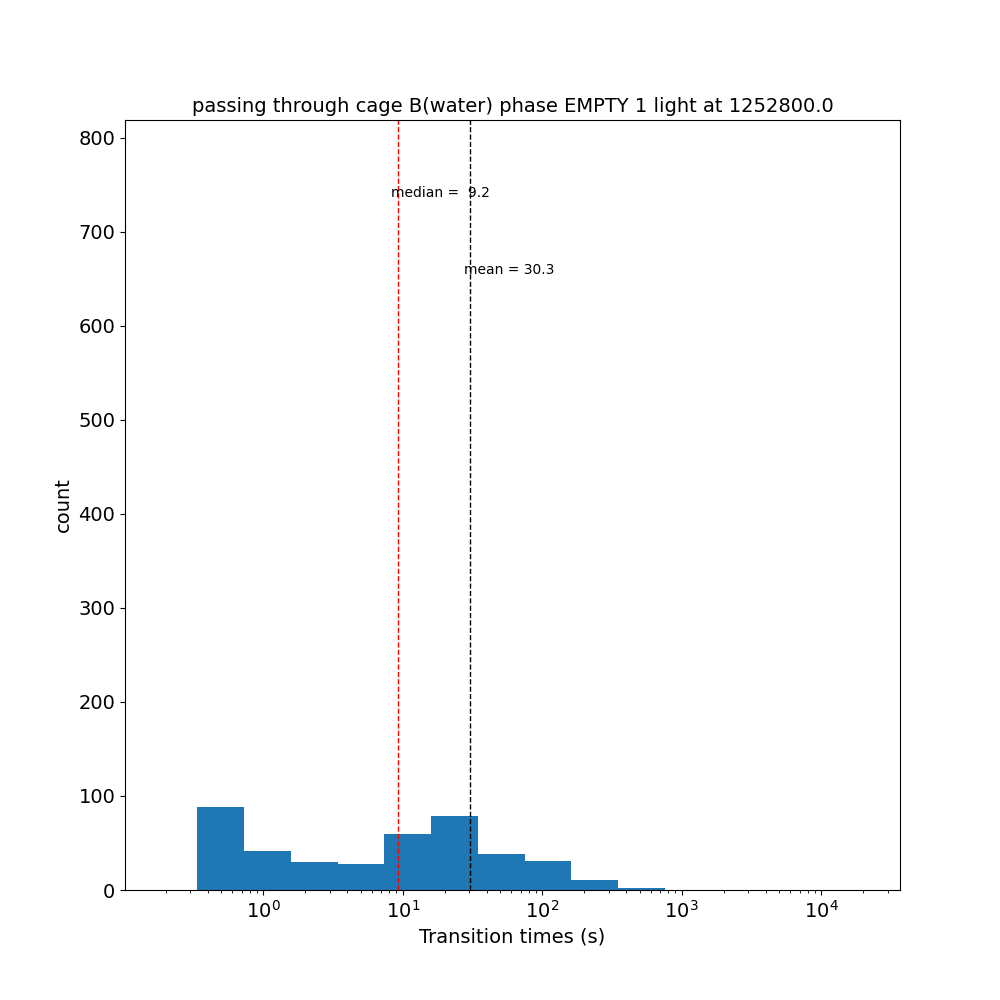 passing through cage B(water) phase EMPTY 1 light at 1252800.0
800
median =  9.2
700
mean = 30.3
600
500
count
400
300
200
100
0
10^0 10^1 10^2 10^3 10^4
Transition times (s)